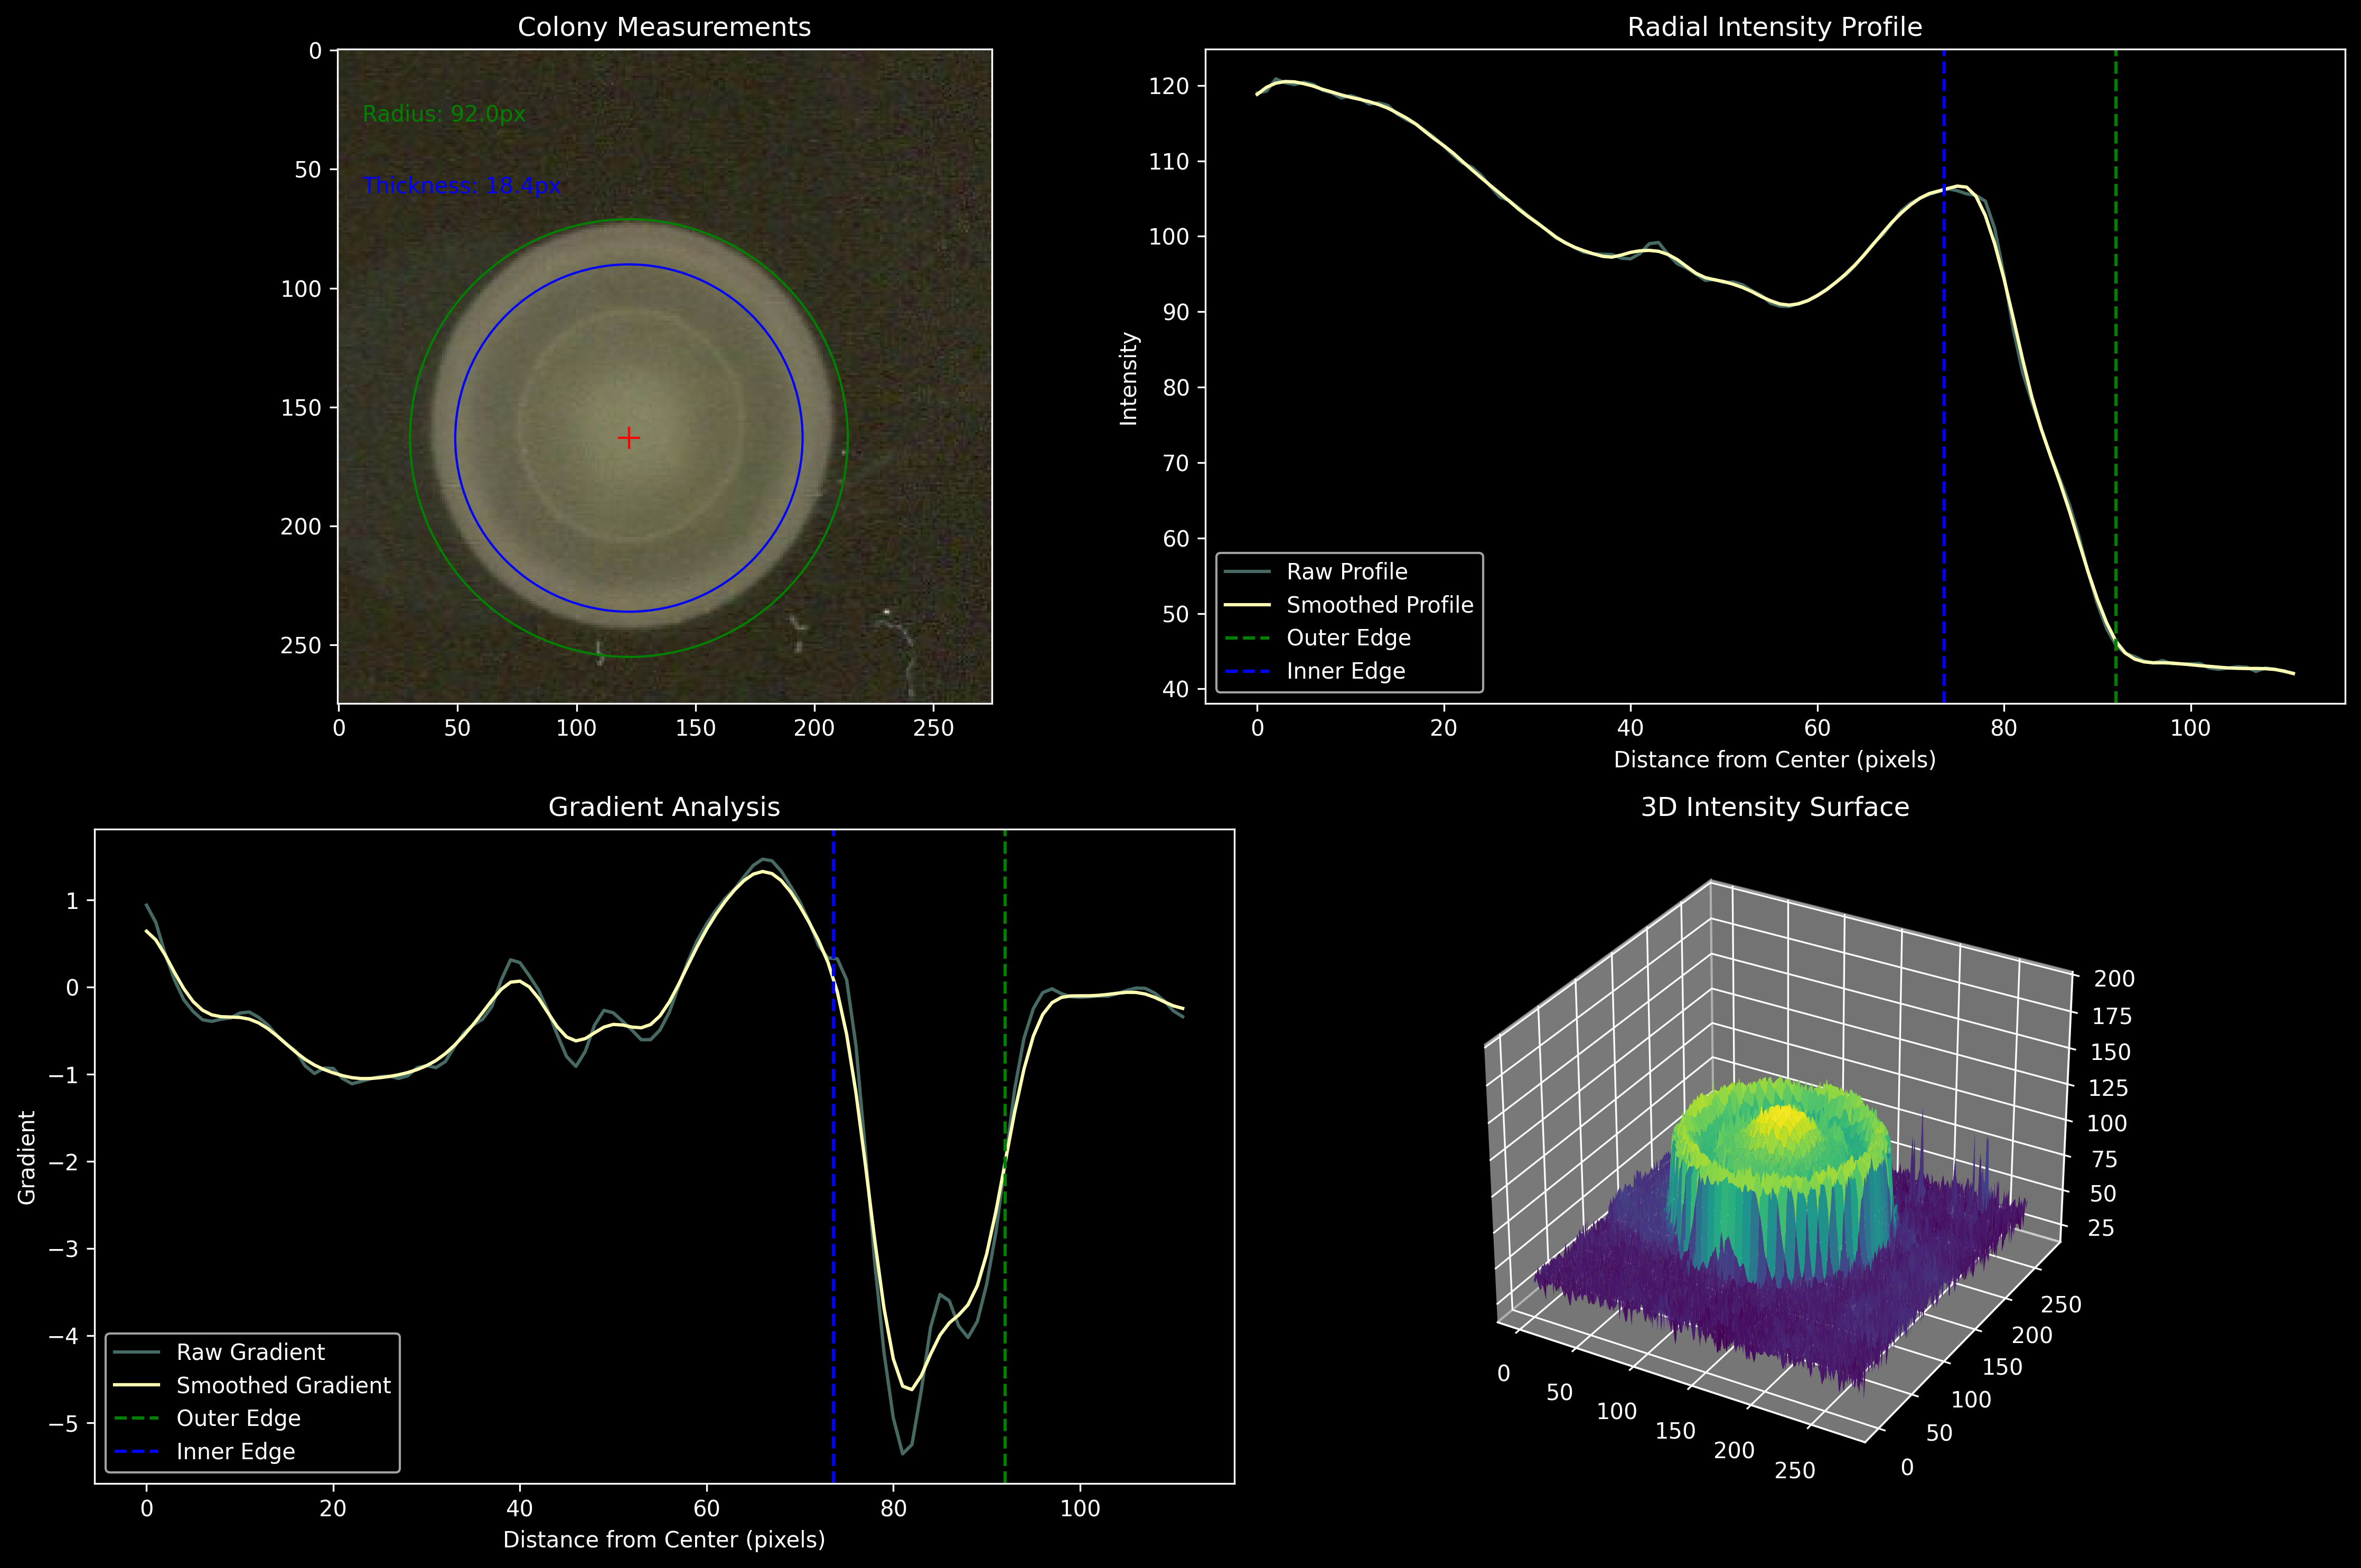 Colony Measurements
0
50
100
150
200
250
Radius: 92.0px
Thickness: 18.4px
0 50 100 150 200 250
Radial Intensity Profile
Intensity
120
110
100
90
80
70
60
50
40
Raw Profile
Smoothed Profile
Outer Edge
Inner Edge
0 20 40 60 80 100
Distance from Center (pixels)
Gradient Analysis
Gradient
1
0
−1
−2
−3
−4
−5
Raw Gradient
Smoothed Gradient
Outer Edge
Inner Edge
0 20 40 60 80 100
Distance from Center (pixels)
3D Intensity Surface
200
175
150
125
100
75
50
25
0 50 100 150 200 250
250
200
150
100
50
0